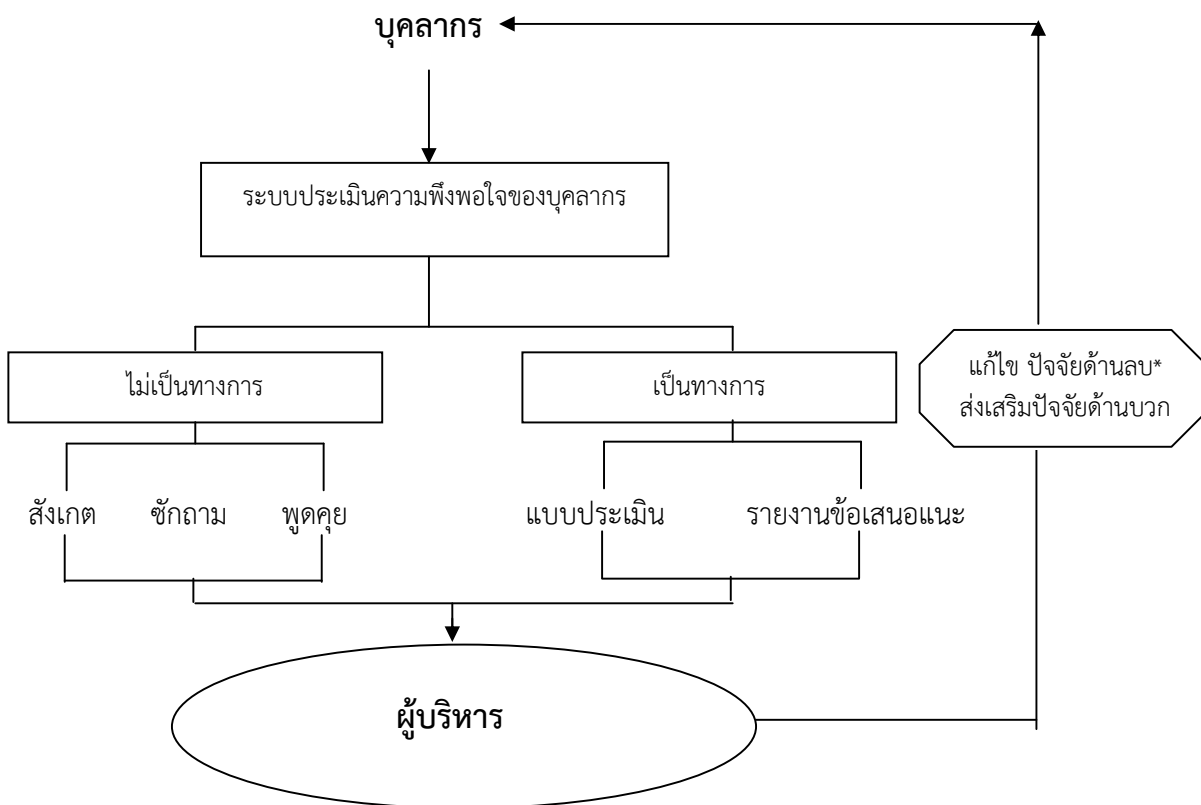 บุคลากร
ระบบประเมินความพึงพอใจของบุคลากร
ไม่เป็นทางการ
เป็นทางการ
แก้ไข ปัจจัยด้านลบ*
ส่งเสริมปัจจัยด้านบวก
สังเกต ซักถาม พูดคุย
แบบประเมิน รายงานข้อเสนอแนะ
ผู้บริหาร